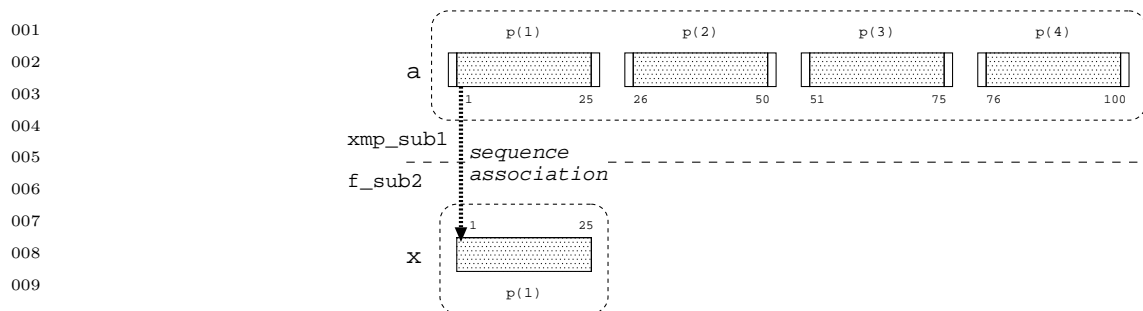 001
p(1) p(2) p(3) p(4)
002
a
003
1 25 26 50 51 75 76 100
004
xmp_sub1
005
sequence
association
006
f_sub2
007
1 25
008
x
009
p(1)